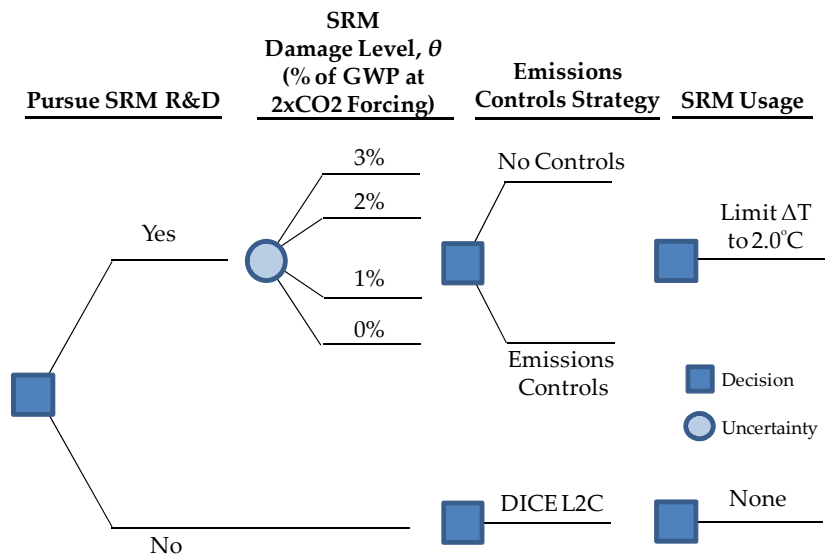 SRM
Damage Level, θ
(% of GWP at
2xCO2 Forcing)
Pursue SRM R&D
Emissions
Controls Strategy
SRM Usage
3%
2%
1%
0%
Yes
No Controls
Emissions
Controls
Limit ΔT
to 2.0°C
Decision
Uncertainty
No
DICE L2C
None